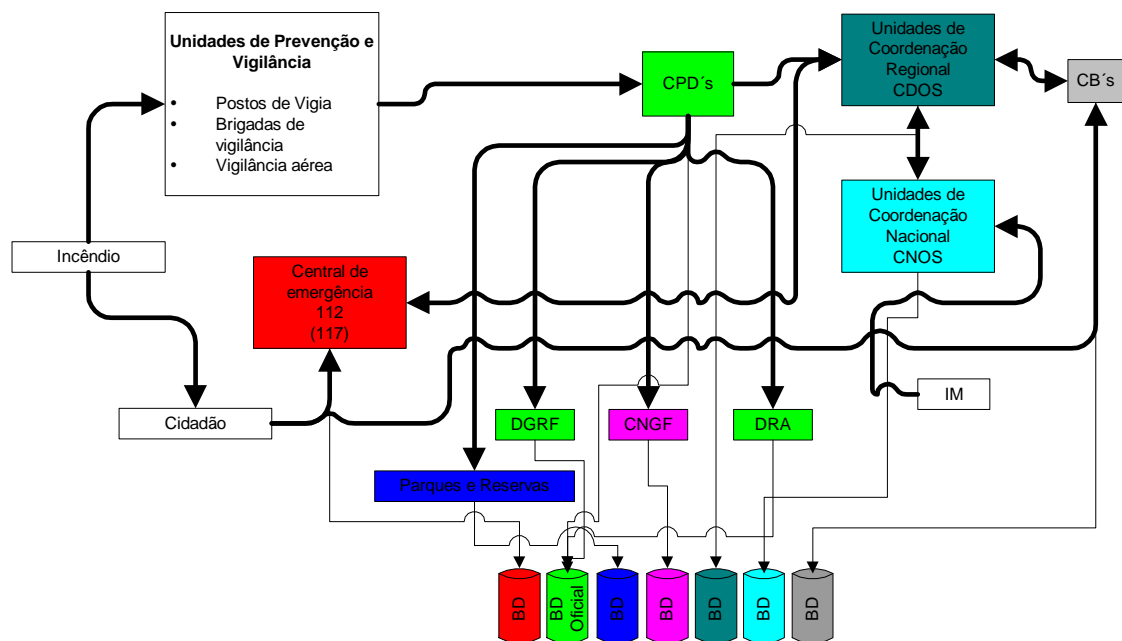 Unidades de Prevenção e
Vigilância
• Postos de Vigia
• Brigadas de
vigilância
• Vigilância aérea
CPD´s
Unidades de
Coordenação
Regional
CDOS
CB´s
Unidades de
Coordenação
Nacional
CNOS
Incêndio
Central de
emergência
112
(117)
Cidadão
DGRF
CNGF
DRA
IM
Parques e Reservas
BD
BD
Oficial
BD
BD
BD
BD
BD